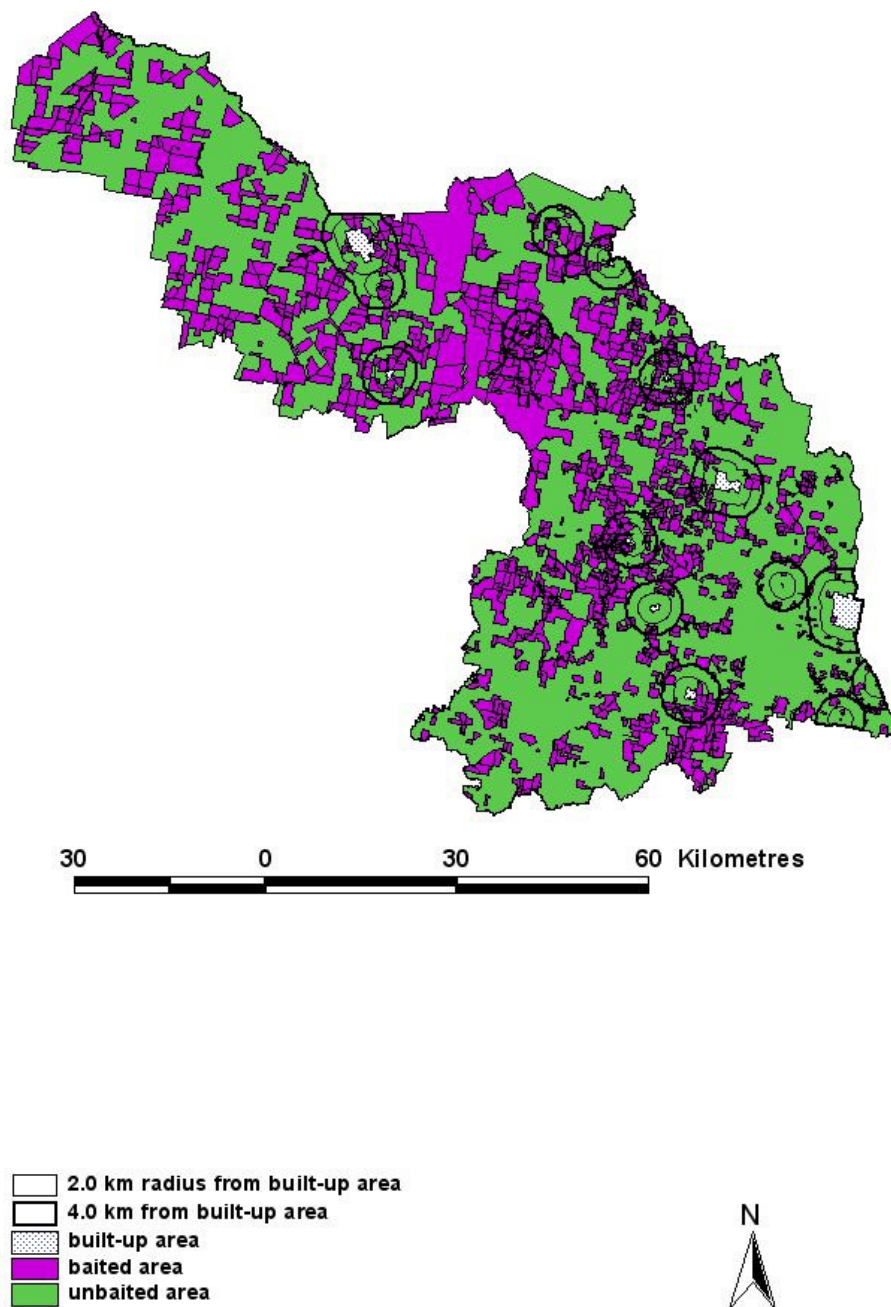 30 0 30 60 Kilometres
2.0 km radius from built-up area
N
4.0 km from built-up area
built-up area
baited area
unbaited area